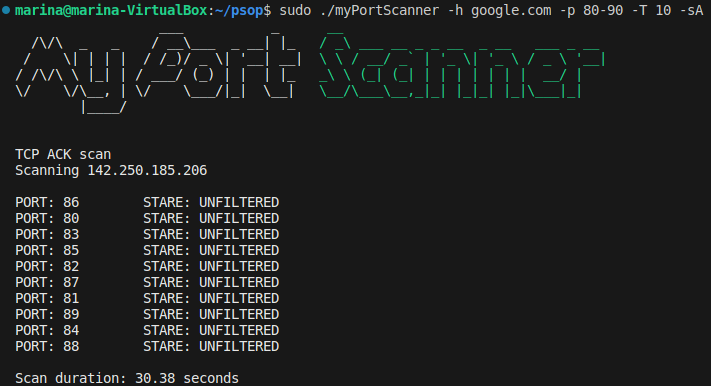 marina@marina-VirtualBox:~/psop$ sudo ./myPortScanner -h google.com -p 80-90 -T 10 -sA
My Port Scanner
TCP ACK scan
Scanning 142.250.185.206
PORT: 86 STARE: UNFILTERED
PORT: 80 STARE: UNFILTERED
PORT: 83 STARE: UNFILTERED
PORT: 85 STARE: UNFILTERED
PORT: 82 STARE: UNFILTERED
PORT: 87 STARE: UNFILTERED
PORT: 81 STARE: UNFILTERED
PORT: 89 STARE: UNFILTERED
PORT: 84 STARE: UNFILTERED
PORT: 88 STARE: UNFILTERED
Scan duration: 30.38 seconds